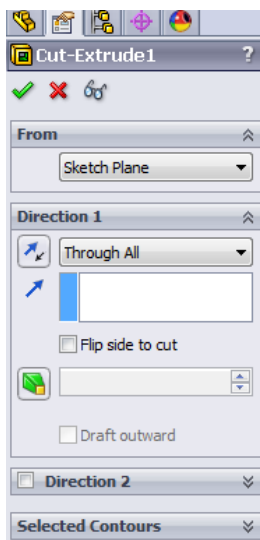 Cut-Extrude1 ?
From
Sketch Plane
Direction 1
Through All
Flip side to cut
Draft outward
Direction 2
Selected Contours